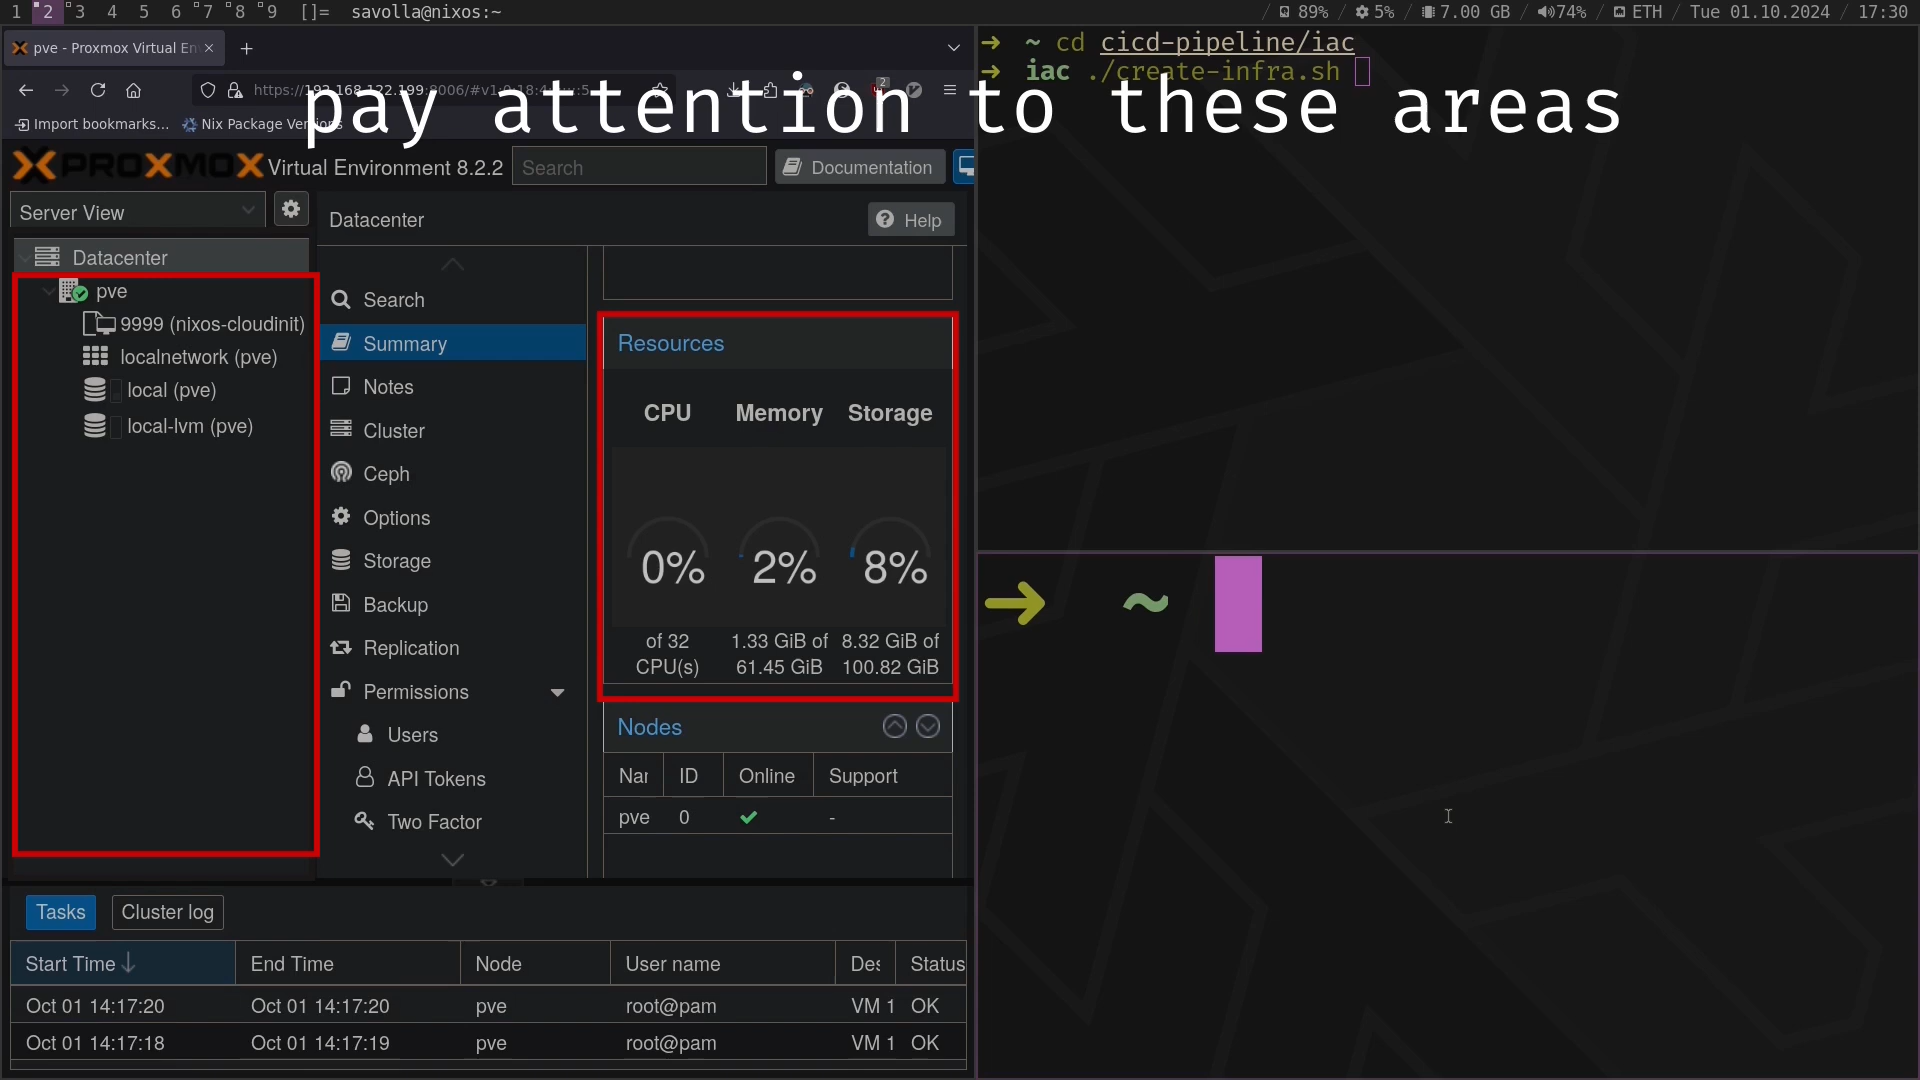 1 2 3 4 5 6 7 8 9 []= savolla@nixos:~
/ 89% / 5% / 7.00 GB / 74% / ETH / Tue 01.10.2024 / 17:30
pve - Proxmox Virtual En
2
Import bookmarks... Nix Package Versions
pay attention to these areas
➜ ~ cd cicd-pipeline/iac
➜ iac ./create-infra.sh
PROXMOX Virtual Environment 8.2.2 Search Documentation
Server View
Datacenter
Help
Datacenter
pve
9999 (nixos-cloudinit)
localnetwork (pve)
local (pve)
local-lvm (pve)
Search
Summary
Notes
Cluster
Ceph
Options
Storage
Backup
Replication
Permissions
Users
API Tokens
Two Factor
Resources
CPU Memory Storage
0% 2% 8%
of 32 1.33 GiB of 8.32 GiB of
CPU(s) 61.45 GiB 100.82 GiB
Nodes
Nar ID Online Support
pve 0 -
➜ ~
Tasks Cluster log
Start Time End Time Node User name Des Status
Oct 01 14:17:20 Oct 01 14:17:20 pve root@pam VM 1 OK
Oct 01 14:17:18 Oct 01 14:17:19 pve root@pam VM 1 OK